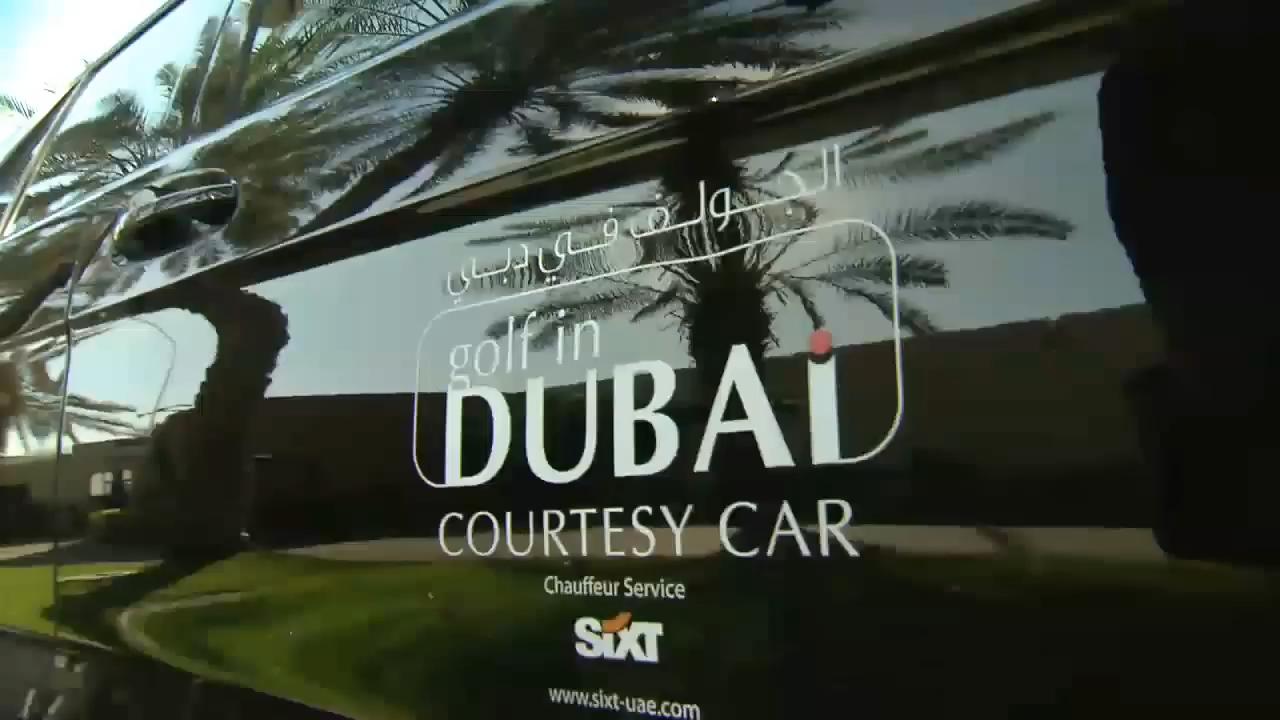 الجولف في دبي
golf in
DUBAi
COURTESY CAR
Chauffeur Service
SiXT
www.sixt-uae.com